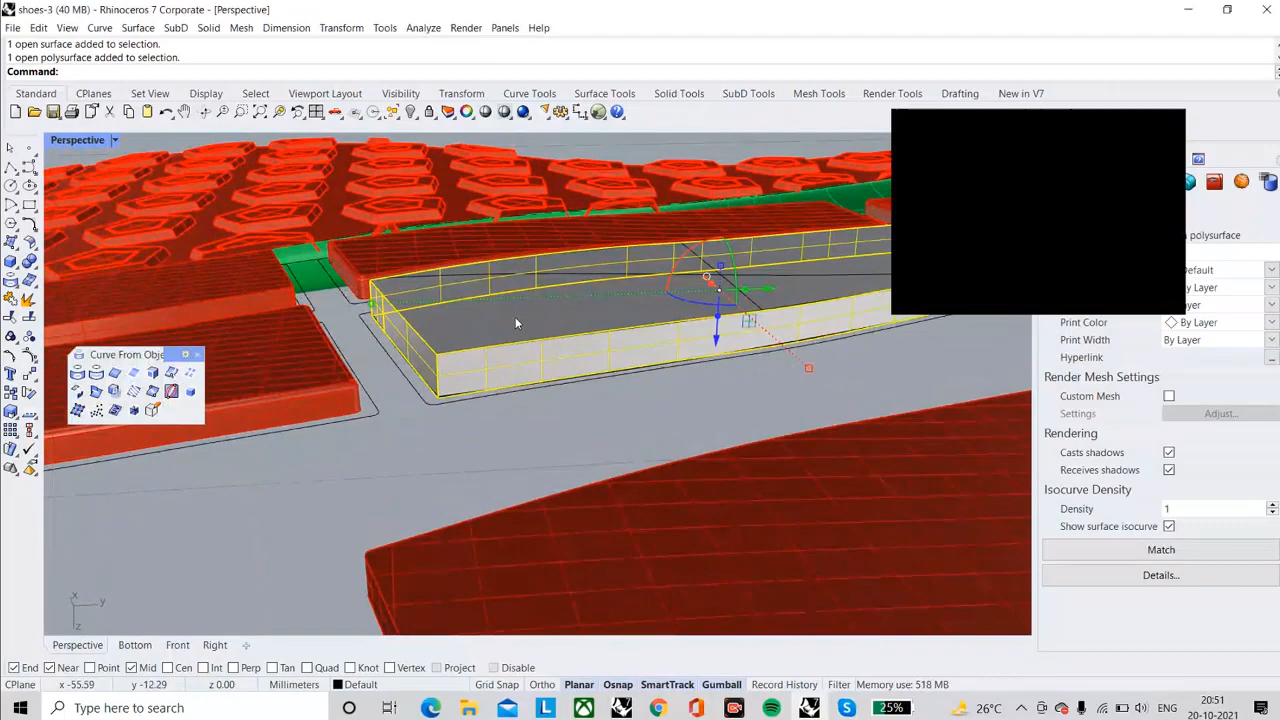 shoes-3 (40 MB) - Rhinoceros 7 Corporate - [Perspective]
File Edit View Curve Surface SubD Solid Mesh Dimension Transform Tools Analyze Render Panels Help
1 open surface added to selection.
1 open polysurface added to selection.
Command:
Standard CPlanes Set View Display Select Viewport Layout Visibility Transform Curve Tools Surface Tools Solid Tools SubD Tools Mesh Tools Render Tools Drafting New in V7
Perspective
polysurface
Default
By Layer
Curve From Obje
Print Color By Layer
Print Width By Layer
Hyperlink
Render Mesh Settings
Custom Mesh
Settings Adjust...
Rendering
Casts shadows
Receives shadows
Isocurve Density
Density 1
Show surface isocurve
Match
Details...
x y
z
Perspective Bottom Front Right
End Near Point Mid Cen Int Perp Tan Quad Knot Vertex Project Disable
CPlane x -55.59 y -12.29 z 0.00 Millimeters Default Grid Snap Ortho Planar Osnap SmartTrack Gumball Record History Filter Memory use: 518 MB
Type here to search 25% 26°C ENG 20:51
20-10-2021